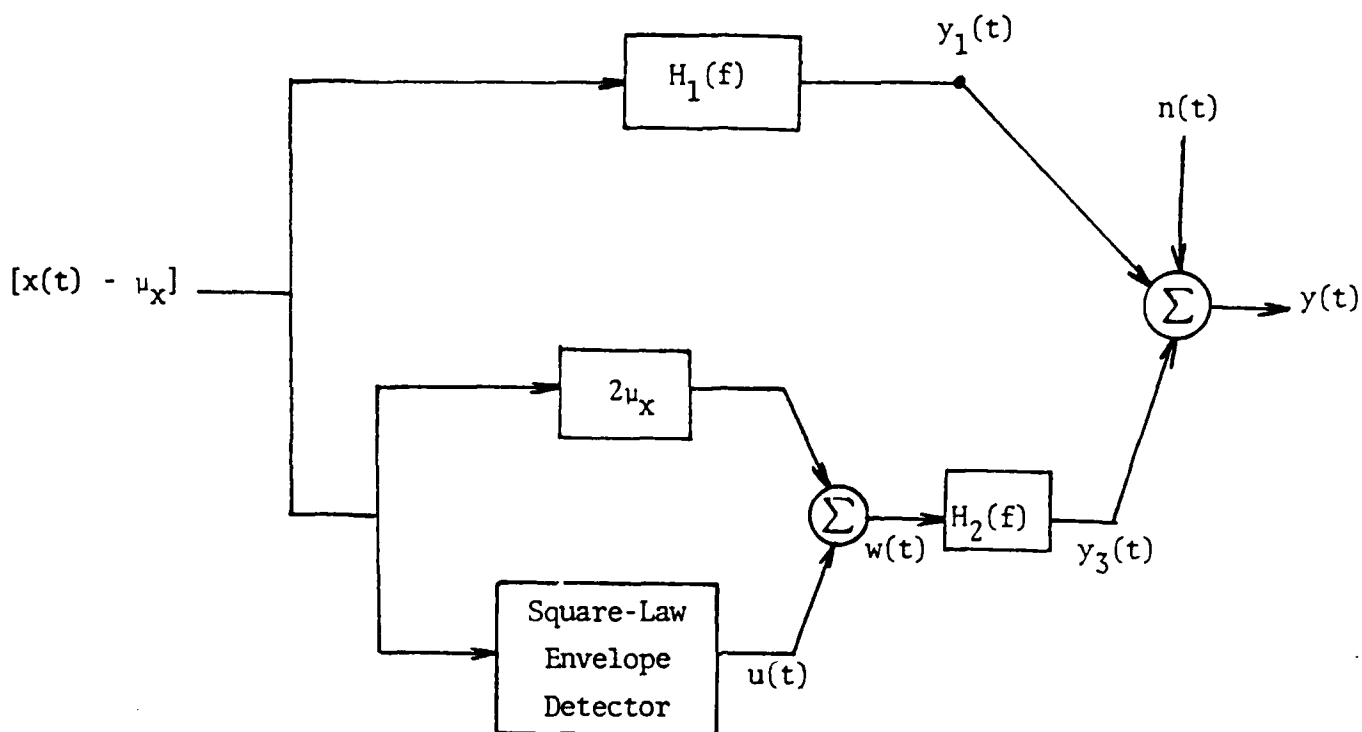 y₁(t)
H₁(f)
n(t)
[x(t) - μₓ]
Σ
y(t)
2μₓ
Σ
w(t)
H₂(f)
y₃(t)
Square-Law
Envelope
Detector
u(t)